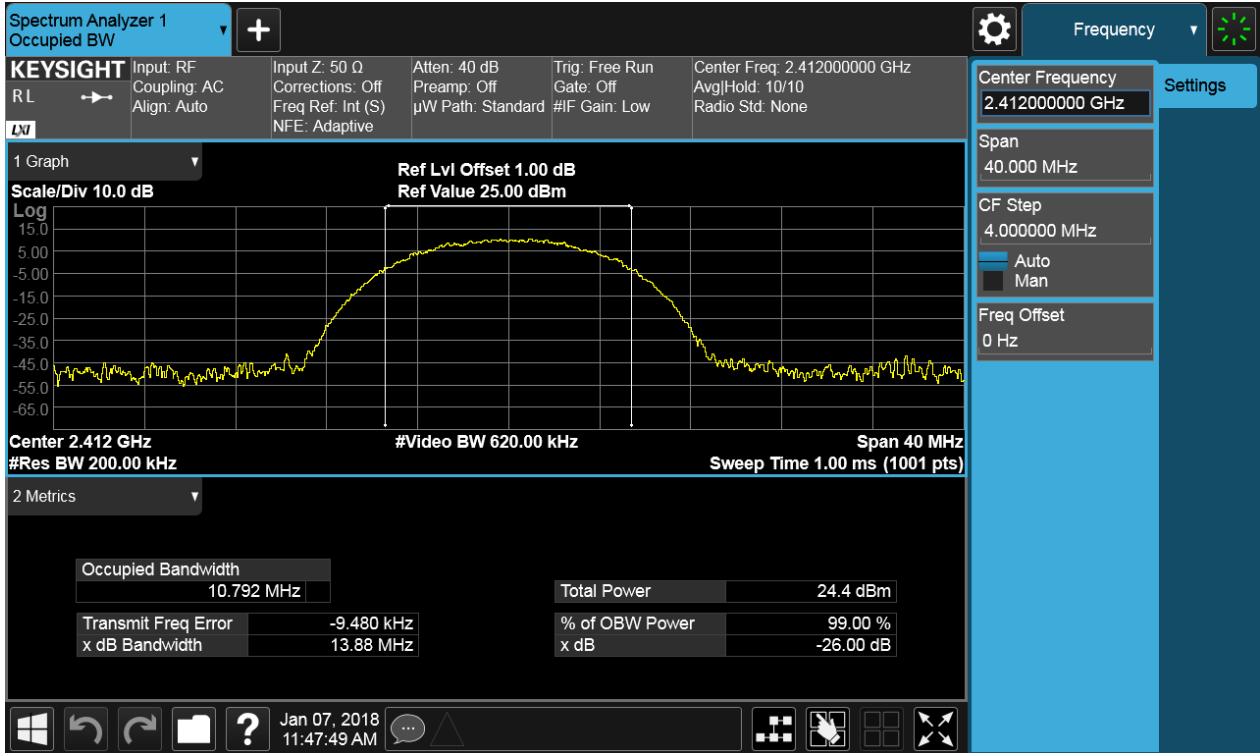 Spectrum Analyzer 1
Occupied BW
Frequency
KEYSIGHT
R L
LXI
Input: RF
Coupling: AC
Align: Auto
Input Z: 50 Ω
Corrections: Off
Freq Ref: Int (S)
NFE: Adaptive
Atten: 40 dB
Preamp: Off
µW Path: Standard
Trig: Free Run
Gate: Off
#IF Gain: Low
Center Freq: 2.412000000 GHz
Avg|Hold: 10/10
Radio Std: None
Center Frequency
2.412000000 GHz
Settings
Span
40.000 MHz
CF Step
4.000000 MHz
Auto
Man
Freq Offset
0 Hz
1 Graph
Scale/Div 10.0 dB
Ref Lvl Offset 1.00 dB
Ref Value 25.00 dBm
Log
15.0
5.00
-5.00
-15.0
-25.0
-35.0
-45.0
-55.0
-65.0
Center 2.412 GHz
#Video BW 620.00 kHz
Span 40 MHz
#Res BW 200.00 kHz
Sweep Time 1.00 ms (1001 pts)
2 Metrics
Occupied Bandwidth
10.792 MHz
Total Power 24.4 dBm
Transmit Freq Error -9.480 kHz
% of OBW Power 99.00 %
x dB Bandwidth 13.88 MHz
x dB -26.00 dB
?
Jan 07, 2018
11:47:49 AM